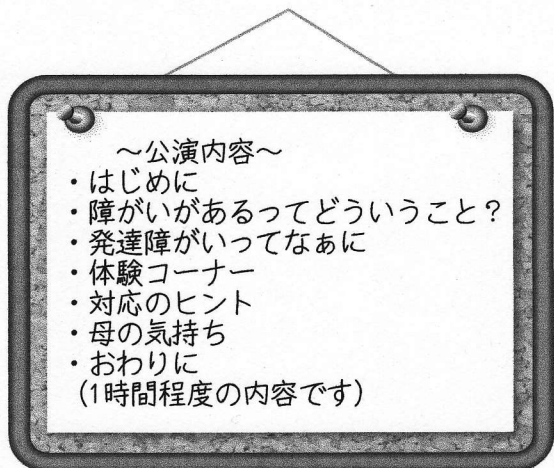 ～公演内容～
・はじめに
・障がいがあるってどういうこと？
・発達障がいってなぁに
・体験コーナー
・対応のヒント
・母の気持ち
・おわりに
(1時間程度の内容です)